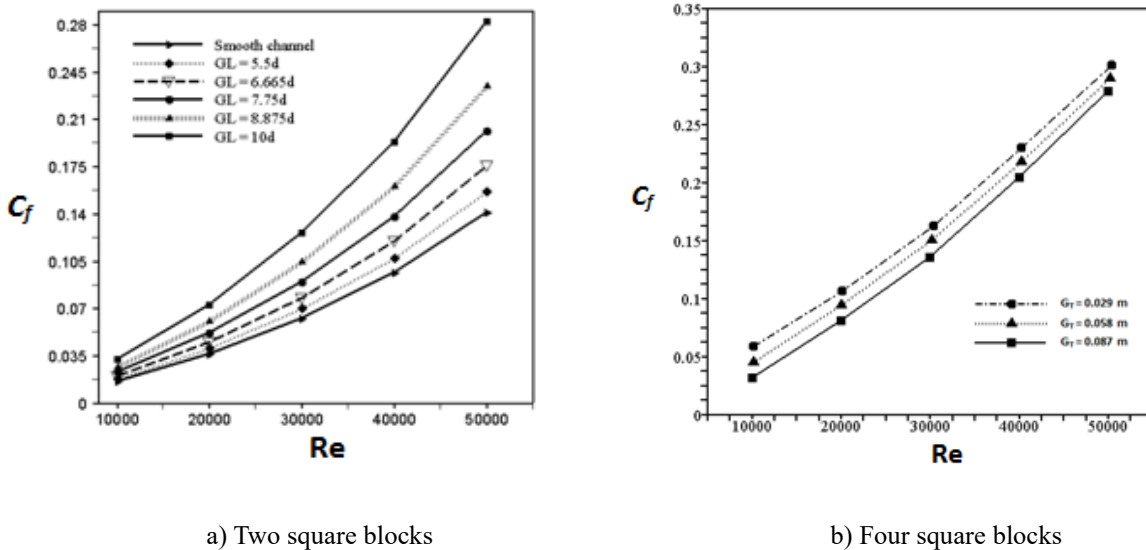 0.28
0.245
0.21
0.175
0.14
0.105
0.07
0.035
0
Cf
Smooth channel
GL = 5.5d
GL = 6.665d
GL = 7.75d
GL = 8.875d
GL = 10d
10000 20000 30000 40000 50000
Re
a) Two square blocks
0.35
0.3
0.25
0.2
0.15
0.1
0.05
0
Cf
GT = 0.029 m
GT = 0.058 m
GT = 0.087 m
10000 20000 30000 40000 50000
Re
b) Four square blocks